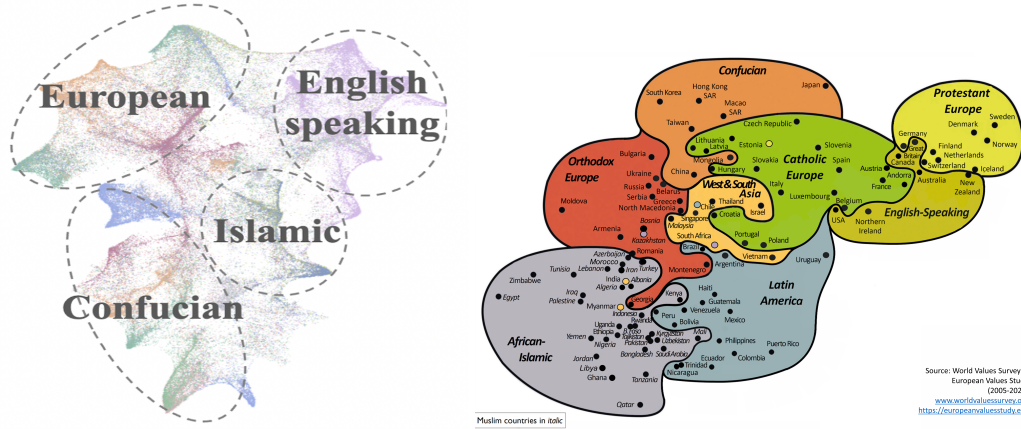 European
English
speaking
Islamic
Confucian
Confucian
South Korea
Hong Kong
SAR
Macao
SAR
Japan
Taiwan
Czech Republic
Lithuania
Latvia
Estonia
Mongolia
Hungary
China
Slovakia
Slovenia
Catholic
Europe
Spain
Italy
Luxembourg
Austria
Andorra
France
Belgium
Croatia
Portugal
Poland
Protestant
Europe
Sweden
Denmark
Norway
Germany
Finland
Netherlands
Switzerland
Iceland
Great
Britain
Canada
Australia
New
Zealand
USA
Northern
Ireland
English-Speaking
Orthodox
Europe
Bulgaria
Ukraine
Russia
Belarus
Serbia
Greece
North Macedonia
Moldova
Bosnia
Kazakhstan
Armenia
Romania
Montenegro
Georgia
West & South
Asia
Thailand
Israel
Chile
Singapore
Malaysia
South Africa
Vietnam
Brazil
Argentina
Uruguay
Latin
America
Haiti
Guatemala
Venezuela
Mexico
Kenya
Peru
Bolivia
Mali
Philippines
Puerto Rico
Ecuador
Colombia
Trinidad
Nicaragua
African-
Islamic
Azerbaijan
Morocco
Lebanon
Iran
Turkey
Tunisia
Zimbabwe
Egypt
India
Albania
Algeria
Iraq
Palestine
Myanmar
Indonesia
Rwanda
Uganda
B. Faso
Ethiopia
Tajikistan
Kyrgyzstan
Yemen
Nigeria
Pakistan
Uzbekistan
Bangladesh
Saudi Arabia
Jordan
Libya
Ghana
Tanzania
Qatar
Muslim countries in italic
Source: World Values Survey
European Values Stu
(2005-202
www.worldvaluessurvey.o
https://europeanvaluesstudy.e